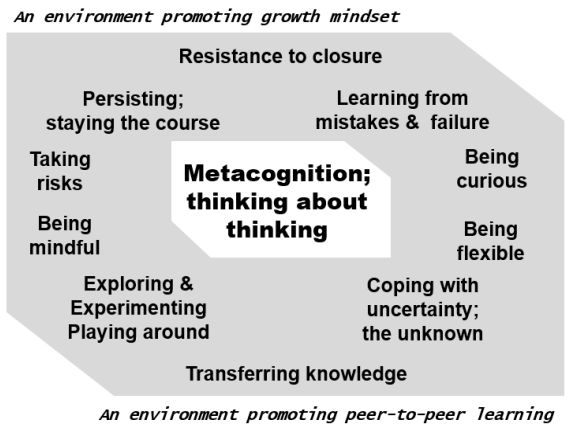 An environment promoting growth mindset
Resistance to closure
Persisting;
staying the course
Learning from
mistakes & failure
Taking
risks
Metacognition;
thinking about
thinking
Being
curious
Being
mindful
Being
flexible
Exploring &
Experimenting
Playing around
Coping with
uncertainty;
the unknown
Transferring knowledge
An environment promoting peer-to-peer learning